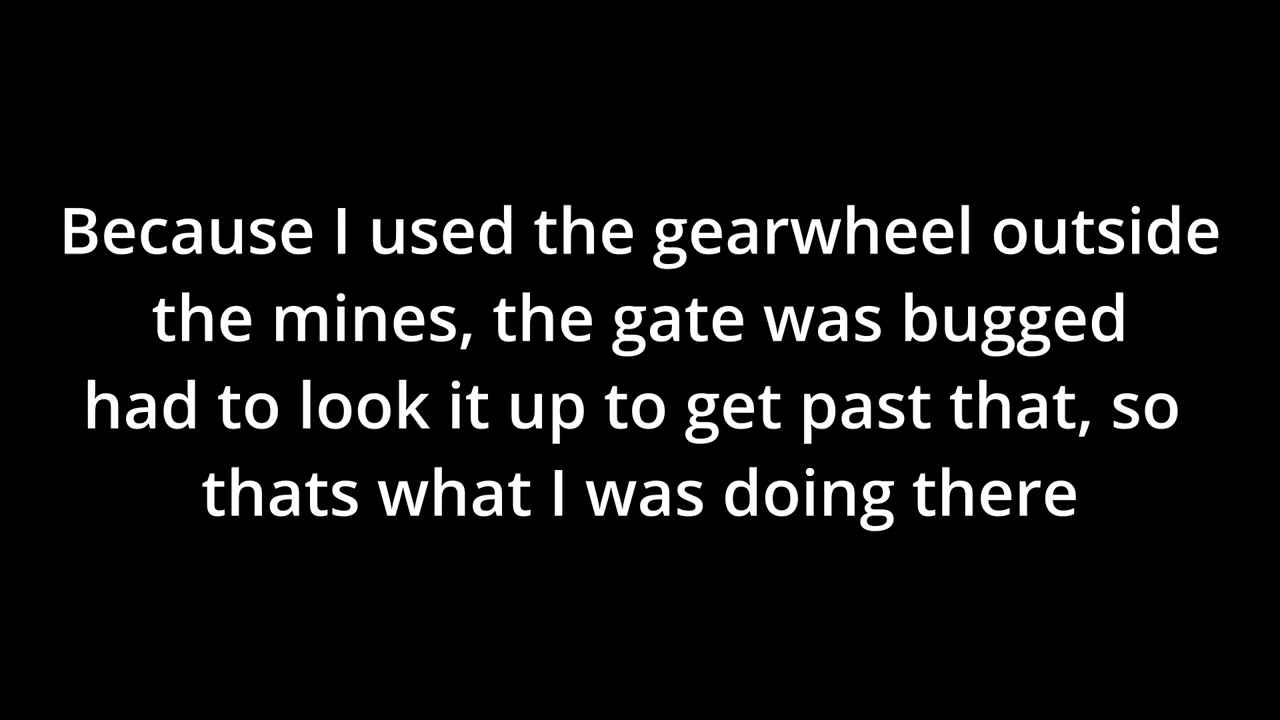 Because I used the gearwheel outside
the mines, the gate was bugged
had to look it up to get past that, so
thats what I was doing there